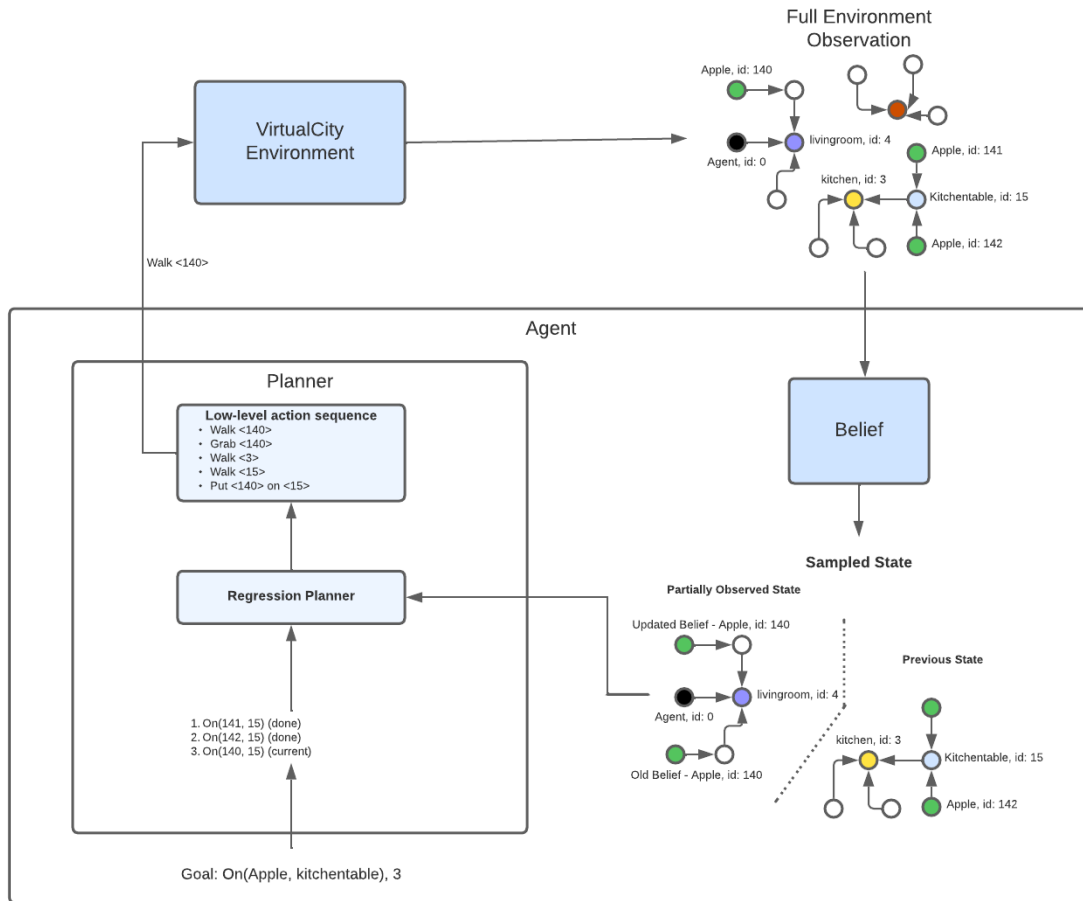 Full Environment
Observation
Apple, id: 140
VirtualCity
Environment
livingroom, id: 4
Agent, id: 0
Apple, id: 141
kitchen, id: 3
Kitchentable, id: 15
Apple, id: 142
Walk <140>
Agent
Planner
Low-level action sequence
• Walk <140>
• Grab <140>
• Walk <3>
• Walk <15>
• Put <140> on <15>
Belief
Sampled State
Regression Planner
Partially Observed State
Updated Belief - Apple, id: 140
Previous State
livingroom, id: 4
Agent, id: 0
1. On(141, 15) (done)
2. On(142, 15) (done)
3. On(140, 15) (current)
kitchen, id: 3
Kitchentable, id: 15
Old Belief - Apple, id: 140
Apple, id: 142
Goal: On(Apple, kitchentable), 3